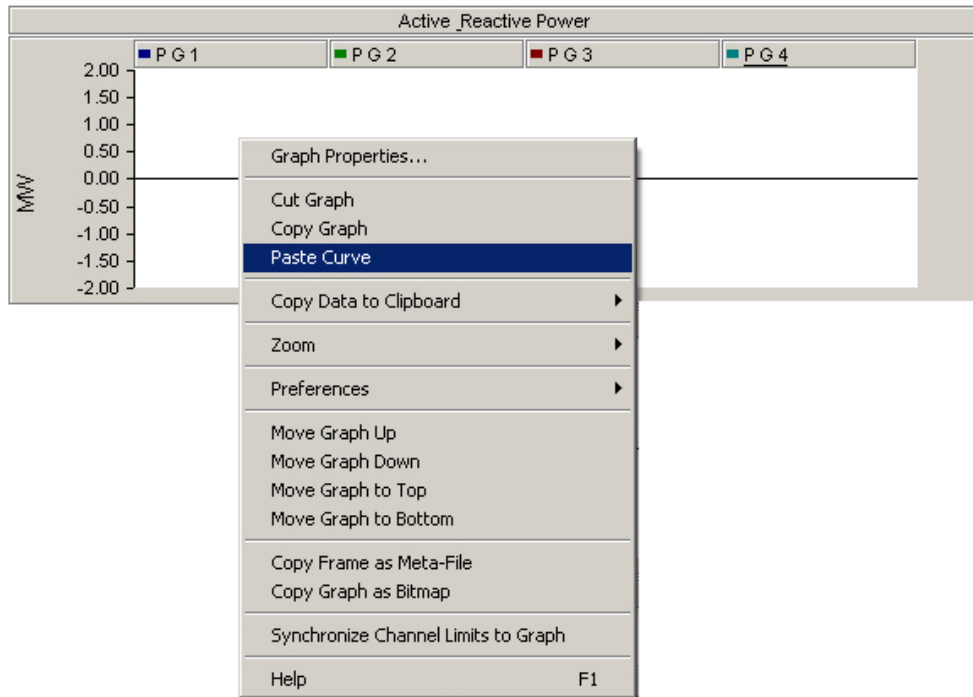 Active _Reactive Power
P G 1 P G 2 P G 3 P G 4
2.00
1.50
1.00
0.50
0.00
-0.50
-1.00
-1.50
-2.00
MW
Graph Properties...
Cut Graph
Copy Graph
Paste Curve
Copy Data to Clipboard
Zoom
Preferences
Move Graph Up
Move Graph Down
Move Graph to Top
Move Graph to Bottom
Copy Frame as Meta-File
Copy Graph as Bitmap
Synchronize Channel Limits to Graph
Help F1